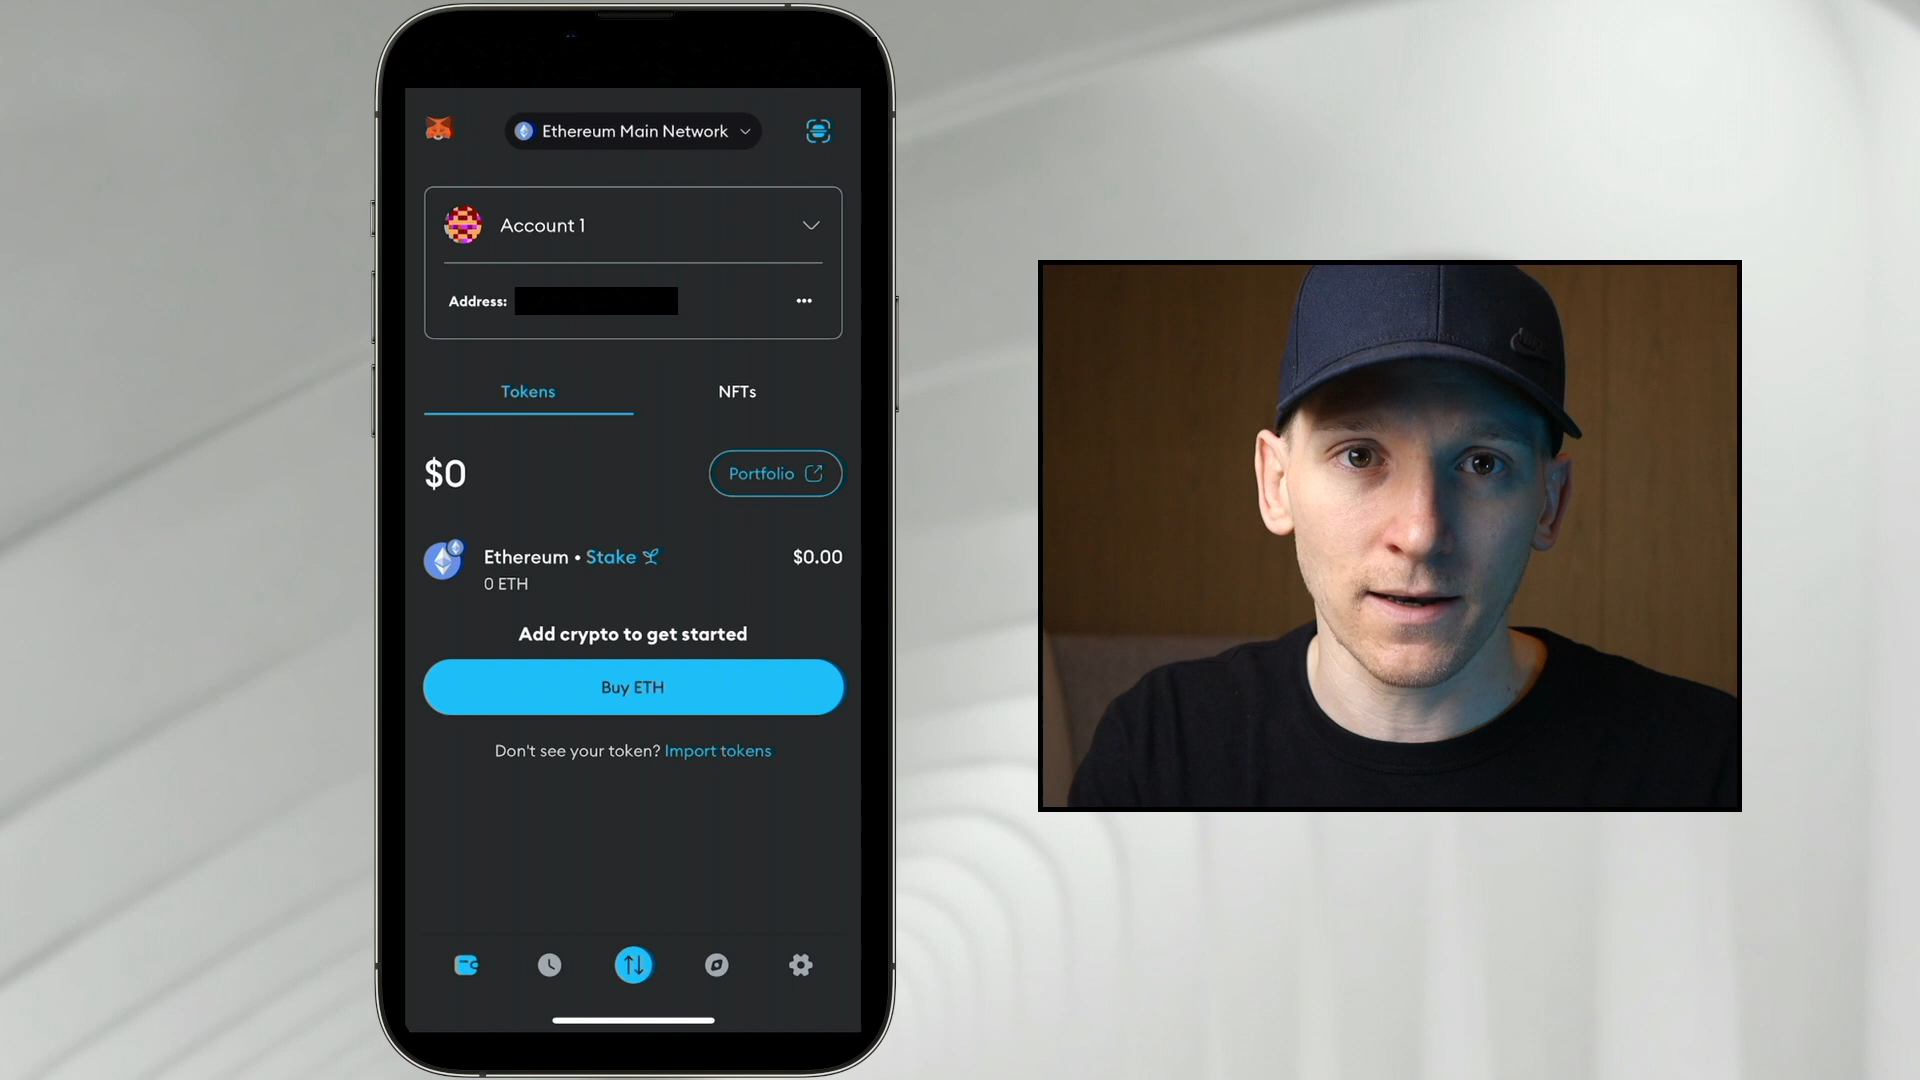 Ethereum Main Network
Account 1
Address:
Tokens
NFTs
$0
Portfolio
Ethereum • Stake
$0.00
0 ETH
Add crypto to get started
Buy ETH
Don't see your token? Import tokens